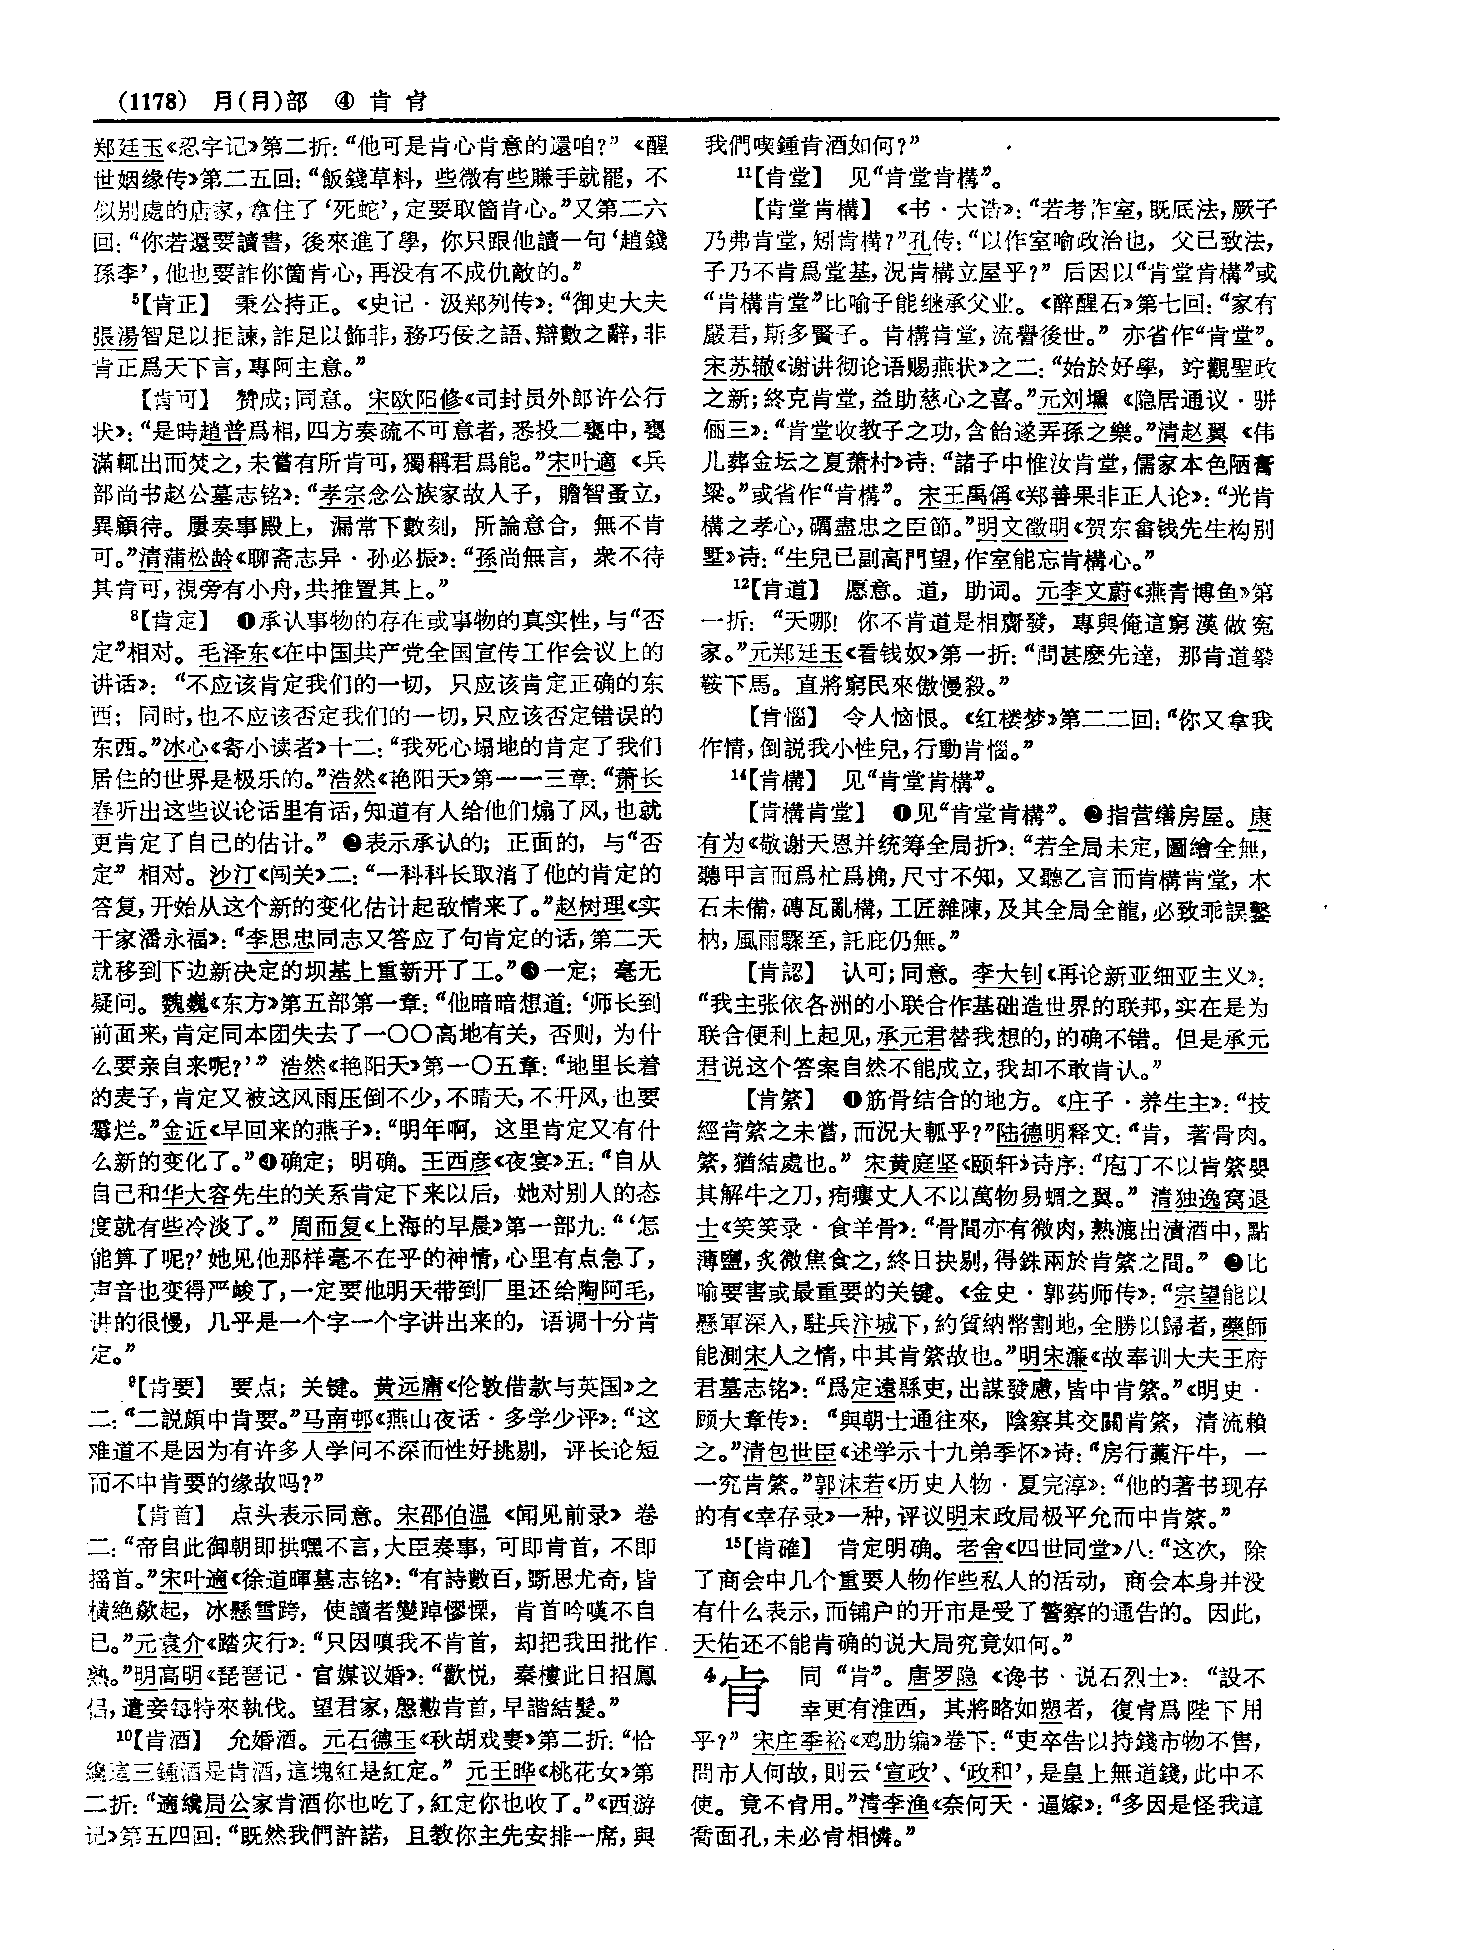 (1178) 月(⺼)部 ④ 肯 肎
郑廷玉《忍字记》第二折：“他可是肯心肯意的還咱？”《醒
世姻缘传》第二五回：“飯錢草料，些微有些賺手就罷，不
似别處的店家，拿住了‘死蛇’，定要取箇肯心。”又第二六
回：“你若還要讀書，後來進了學，你只跟他讀一句‘趙錢
孫李’，他也要詐你箇肯心，再没有不成仇敵的。”
⁵【肯正】 秉公持正。《史记·汲郑列传》：“御史大夫
張湯智足以拒諫，詐足以飾非，務巧佞之語、辯數之辭，非
肯正爲天下言，專阿主意。”
【肯可】 赞成；同意。宋欧阳修《司封员外郎许公行
状》：“是時趙普爲相，四方奏疏不可意者，悉投二甕中，甕
滿輒出而焚之，未嘗有所肯可，獨稱君爲能。”宋叶適《兵
部尚书赵公墓志铭》：“孝宗念公族家故人子，贍智蚤立，
異顧待。屢奏事殿上，漏常下數刻，所論意合，無不肯
可。”清蒲松龄《聊斋志异·孙必振》：“孫尚無言，衆不待
其肯可，視旁有小舟，共推置其上。”
⁸【肯定】 ❶承认事物的存在或事物的真实性，与“否
定”相对。毛泽东《在中国共产党全国宣传工作会议上的
讲话》：“不应该肯定我们的一切，只应该肯定正确的东
西；同时，也不应该否定我们的一切，只应该否定错误的
东西。”冰心《寄小读者》十二：“我死心塌地的肯定了我们
居住的世界是极乐的。”浩然《艳阳天》第一一三章：“萧长
春听出这些议论话里有话，知道有人给他们煽了风，也就
更肯定了自己的估计。”❷表示承认的；正面的，与“否
定”相对。沙汀《闯关》二：“一科科长取消了他的肯定的
答复，开始从这个新的变化估计起敌情来了。”赵树理《实
干家潘永福》：“李思忠同志又答应了句肯定的话，第二天
就移到下边新决定的坝基上重新开了工。”❸一定；毫无
疑问。魏巍《东方》第五部第一章：“他暗暗想道：‘师长到
前面来，肯定同本团失去了一〇〇高地有关，否则，为什
么要亲自来呢？’”浩然《艳阳天》第一〇五章：“地里长着
的麦子，肯定又被这风雨压倒不少，不晴天，不开风，也要
霉烂。”金近《早回来的燕子》：“明年啊，这里肯定又有什
么新的变化了。”❹确定；明确。王西彦《夜宴》五：“自从
自己和华大容先生的关系肯定下来以后，她对别人的态
度就有些冷淡了。”周而复《上海的早晨》第一部九：“‘怎
能算了呢？’她见他那样毫不在乎的神情，心里有点急了，
声音也变得严峻了，一定要他明天带到厂里还给陶阿毛，
讲的很慢，几乎是一个字一个字讲出来的，语调十分肯
定。”
⁹【肯要】 要点；关键。黄远庸《伦敦借款与英国》之
二：“二説頗中肯要。”马南邨《燕山夜话·多学少评》：“这
难道不是因为有许多人学问不深而性好挑剔，评长论短
而不中肯要的缘故吗？”
【肯首】 点头表示同意。宋邵伯温《闻见前录》卷
二：“帝自此御朝即拱嘿不言，大臣奏事，可即肯首，不即
摇首。”宋叶適《徐道暉墓志铭》：“有詩數百，斲思尤奇，皆
橫絶欻起，冰懸雪跨，使讀者變踔憀慄，肯首吟嘆不自
已。”元袁介《踏灾行》：“只因嗔我不肯首，却把我田批作
熟。”明高明《琵琶记·官媒议婚》：“歡悦，秦樓此日招鳳
侣，遣妾每特來執伐。望君家，慇懃肯首，早諧結髮。”
¹⁰【肯酒】 允婚酒。元石德玉《秋胡戏妻》第二折：“恰
纔這三鍾酒是肯酒，這塊紅是紅定。”元王晔《桃花女》第
二折：“適纔局公家肯酒你也吃了，紅定你也收了。”《西游
记》第五四回：“既然我們許諾，且教你主先安排一席，與
我們喫鍾肯酒如何？”
¹¹【肯堂】 见“肯堂肯構”。
【肯堂肯構】 《书·大诰》：“若考作室，既厎法，厥子
乃弗肯堂，矧肯構？”孔传：“以作室喻政治也，父已致法，
子乃不肯爲堂基，況肯構立屋乎？”后因以“肯堂肯構”或
“肯構肯堂”比喻子能继承父业。《醉醒石》第七回：“家有
嚴君，斯多賢子。肯構肯堂，流譽後世。”亦省作“肯堂”。
宋苏辙《谢讲彻论语赐燕状》之二：“始於好學，竚觀聖政
之新；終克肯堂，益助慈心之喜。”元刘壎《隐居通议·骈
俪三》：“肯堂收教子之功，含飴遂弄孫之樂。”清赵翼《伟
儿葬金坛之夏萧村》诗：“諸子中惟汝肯堂，儒家本色陋膏
粱。”或省作“肯構”。宋王禹偁《郑善果非正人论》：“光肯
構之孝心，礪盡忠之臣節。”明文徵明《贺东畲钱先生构别
墅》诗：“生兒已副高門望，作室能忘肯構心。”
¹²【肯道】 愿意。道，助词。元李文蔚《燕青博鱼》第
一折：“天哪！你不肯道是相齎發，專與俺這窮漢做寃
家。”元郑廷玉《看钱奴》第一折：“問甚麽先達，那肯道攀
鞍下馬。直將窮民來傲慢殺。”
【肯惱】 令人恼恨。《红楼梦》第二二回：“你又拿我
作情，倒説我小性兒，行動肯惱。”
¹⁴【肯構】 见“肯堂肯構”。
【肯構肯堂】 ❶见“肯堂肯構”。❷指营缮房屋。康
有为《敬谢天恩并统筹全局折》：“若全局未定，圖繪全無，
聽甲言而爲杗爲桷，尺寸不知，又聽乙言而肯構肯堂，木
石未備，磚瓦亂構，工匠雜陳，及其全局全龍，必致乖誤鑿
枘，風雨驟至，託庇仍無。”
【肯認】 认可；同意。李大钊《再论新亚细亚主义》：
“我主张依各洲的小联合作基础造世界的联邦，实在是为
联合便利上起见，承元君替我想的，的确不错。但是承元
君说这个答案自然不能成立，我却不敢肯认。”
【肯綮】 ❶筋骨结合的地方。《庄子·养生主》：“技
經肯綮之未嘗，而況大軱乎？”陆德明释文：“肯，著骨肉。
綮，猶結處也。”宋黄庭坚《颐轩》诗序：“庖丁不以肯綮嬰
其解牛之刀，痀瘻丈人不以萬物易蜩之翼。”清独逸窝退
士《笑笑录·食羊骨》：“骨間亦有微肉，熟漉出漬酒中，點
薄鹽，炙微焦食之，終日抉剔，得銖兩於肯綮之間。”❷比
喻要害或最重要的关键。《金史·郭药师传》：“宗望能以
懸軍深入，駐兵汴城下，約質納幣割地，全勝以歸者，藥師
能測宋人之情，中其肯綮故也。”明宋濂《故奉训大夫王府
君墓志铭》：“爲定遠縣吏，出謀發慮，皆中肯綮。”《明史·
顾大章传》：“與朝士通往來，陰察其交關肯綮，清流賴
之。”清包世臣《述学示十九弟季怀》诗：“房行藁汗牛，一
一究肯綮。”郭沫若《历史人物·夏完淳》：“他的著书现存
的有《幸存录》一种，评议明末政局极平允而中肯綮。”
¹⁵【肯確】 肯定明确。老舍《四世同堂》八：“这次，除
了商会中几个重要人物作些私人的活动，商会本身并没
有什么表示，而铺户的开市是受了警察的通告的。因此，
天佑还不能肯确的说大局究竟如何。”
⁴肎 同“肯”。唐罗隐《谗书·说石烈士》：“設不
幸更有淮西，其將略如愬者，復肎爲陛下用
乎？”宋庄季裕《鸡肋编》卷下：“吏卒告以持錢市物不售，
問市人何故，則云‘宣政’、‘政和’，是皇上無道錢，此中不
使。竟不肎用。”清李渔《奈何天·逼嫁》：“多因是怪我這
喬面孔，未必肎相憐。”